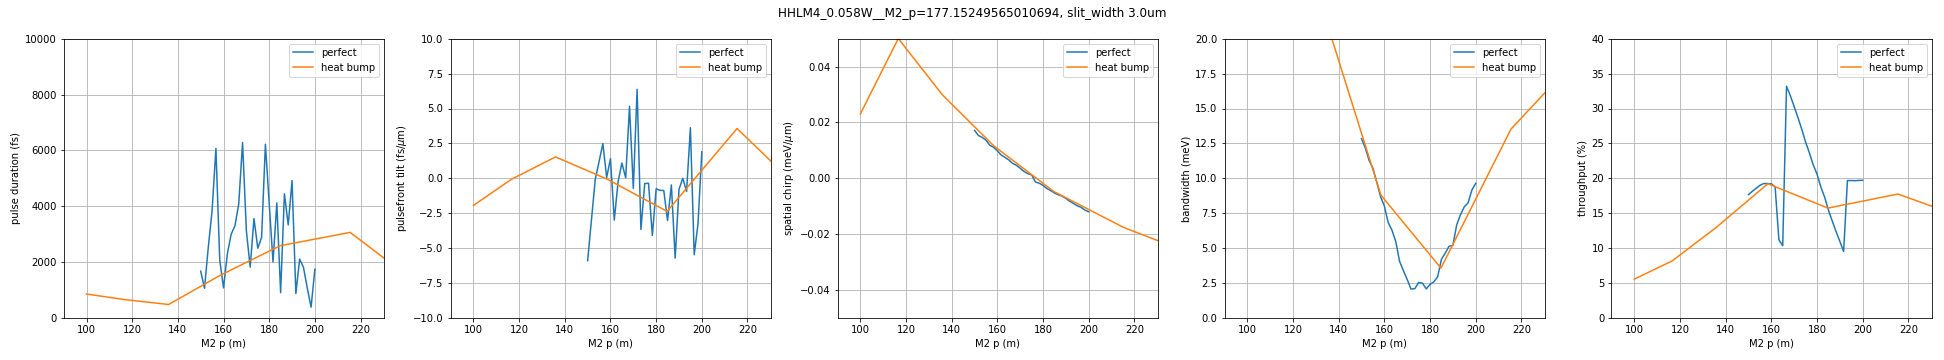 HHLM4_0.058W__M2_p=177.15249565010694, slit_width 3.0um
pulse duration (fs)
10000
8000
6000
4000
2000
0
perfect
heat bump
100 120 140 160 180 200 220
M2 p (m)
pulsefront tilt (fs/μm)
10.0
7.5
5.0
2.5
0.0
−2.5
−5.0
−7.5
−10.0
perfect
heat bump
100 120 140 160 180 200 220
M2 p (m)
spatial chirp (meV/μm)
0.04
0.02
0.00
−0.02
−0.04
perfect
heat bump
100 120 140 160 180 200 220
M2 p (m)
bandwidth (meV)
20.0
17.5
15.0
12.5
10.0
7.5
5.0
2.5
0.0
perfect
heat bump
100 120 140 160 180 200 220
M2 p (m)
throughput (%)
40
35
30
25
20
15
10
5
0
perfect
heat bump
100 120 140 160 180 200 220
M2 p (m)